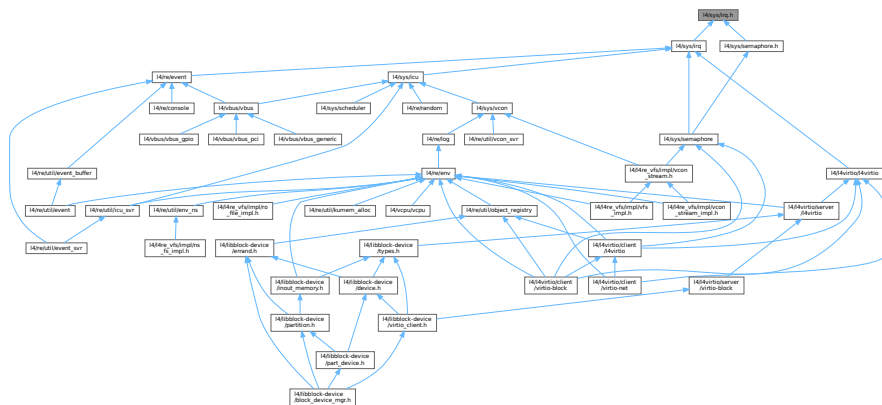 l4/sys/irq.h
l4/sys/irq
l4/sys/semaphore.h
l4/re/event
l4/sys/icu
l4/re/console
l4/vbus/vbus
l4/sys/scheduler
l4/re/random
l4/sys/vcon
l4/vbus/vbus_gpio
l4/vbus/vbus_pci
l4/vbus/vbus_generic
l4/re/log
l4/re/util/vcon_svr
l4/sys/semaphore
l4/re/util/event_buffer
l4/re/env
l4/l4re_vfs/impl/vcon
_stream.h
l4/l4virtio/l4virtio
l4/re/util/event
l4/re/util/icu_svr
l4/re/util/env_ns
l4/l4re_vfs/impl/ro
_file_impl.h
l4/re/util/kumem_alloc
l4/vcpu/vcpu
l4/re/util/object_registry
l4/l4re_vfs/impl/vfs
_impl.h
l4/l4re_vfs/impl/vcon
_stream_impl.h
l4/l4virtio/server
/l4virtio
l4/re/util/event_svr
l4/l4re_vfs/impl/ns
_fs_impl.h
l4/libblock-device
/errand.h
l4/libblock-device
/types.h
l4/l4virtio/client
/l4virtio
l4/libblock-device
/inout_memory.h
l4/libblock-device
/device.h
l4/l4virtio/client
/virtio-block
l4/l4virtio/client
/virtio-net
l4/l4virtio/server
/virtio-block
l4/libblock-device
/partition.h
l4/libblock-device
/virtio_client.h
l4/libblock-device
/part_device.h
l4/libblock-device
/block_device_mgr.h